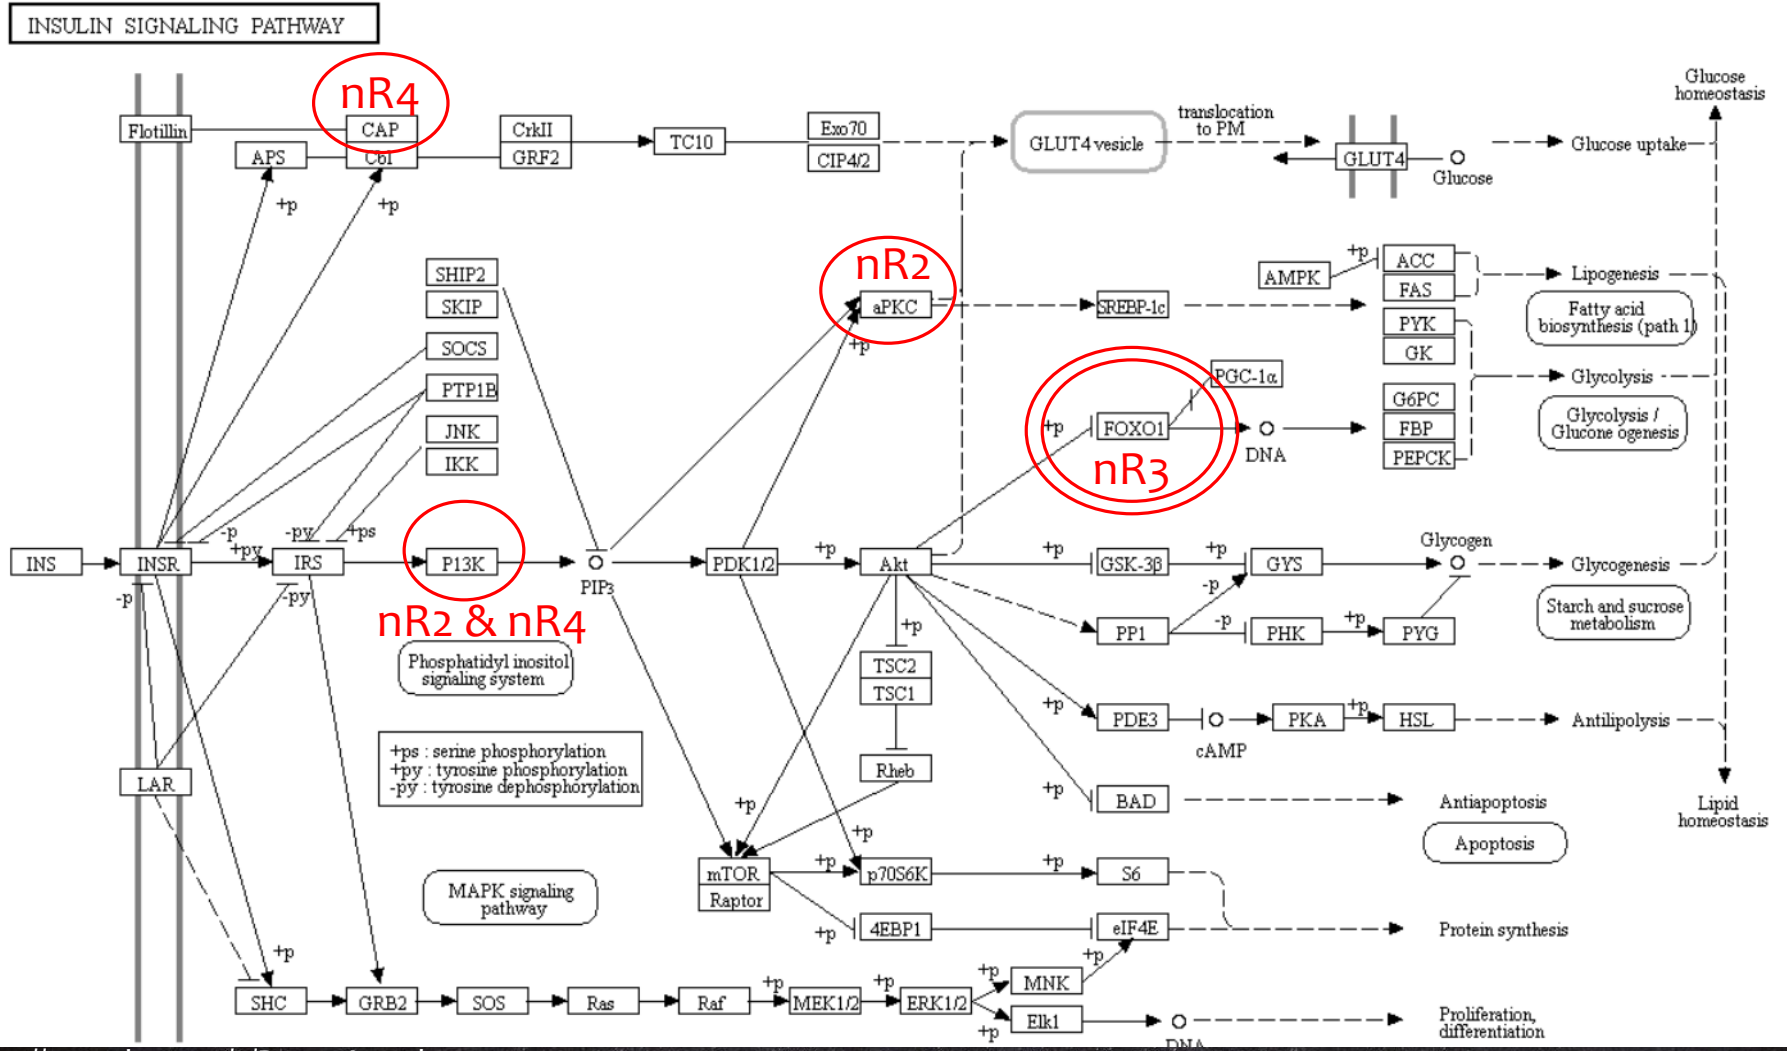 INSULIN SIGNALING PATHWAY
nR4
Glucose
homeostasis
Flotillin
CAP
CrkII
TC10
Exo70
GLUT4 vesicle
translocation
to PM
APS
Cbl
GRF2
CIP4/2
GLUT4
Glucose
Glucose uptake
+p
+p
SHIP2
SKIP
SOCS
PTP1B
JNK
IKK
nR2
aPKC
+p
SREBP-1c
AMPK
+p
ACC
FAS
PYK
GK
Lipogenesis
Fatty acid
biosynthesis (path 1)
PGC-1α
+p
FOXO1
nR3
DNA
G6PC
FBP
PEPCK
Glycolysis
Glycolysis /
Glucone ogenesis
-p
+py
-py
+ps
INS
INSR
IRS
P13K
PIP3
PDK1/2
+p
Akt
+p
GSK-3β
+p
GYS
Glycogen
Glycogenesis
-p
-py
nR2 & nR4
Phosphatidyl inositol
signaling system
+p
PP1
-p
-p
PHK
+p
PYG
Starch and sucrose
metabolism
TSC2
TSC1
+p
PDE3
cAMP
PKA
+p
HSL
Antilipolysis
+ps : serine phosphorylation
+py : tyrosine phosphorylation
-py : tyrosine dephosphorylation
LAR
Rheb
+p
+p
BAD
Antiapoptosis
Apoptosis
Lipid
homeostasis
mTOR
Raptor
+p
+p
p70S6K
+p
S6
MAPK signaling
pathway
+p
4EBP1
eIF4E
Protein synthesis
+p
SHC
GRB2
SOS
Ras
Raf
+p
MEK1/2
+p
ERK1/2
+p
MNK
+p
+p
Elk1
DNA
Proliferation,
differentiation